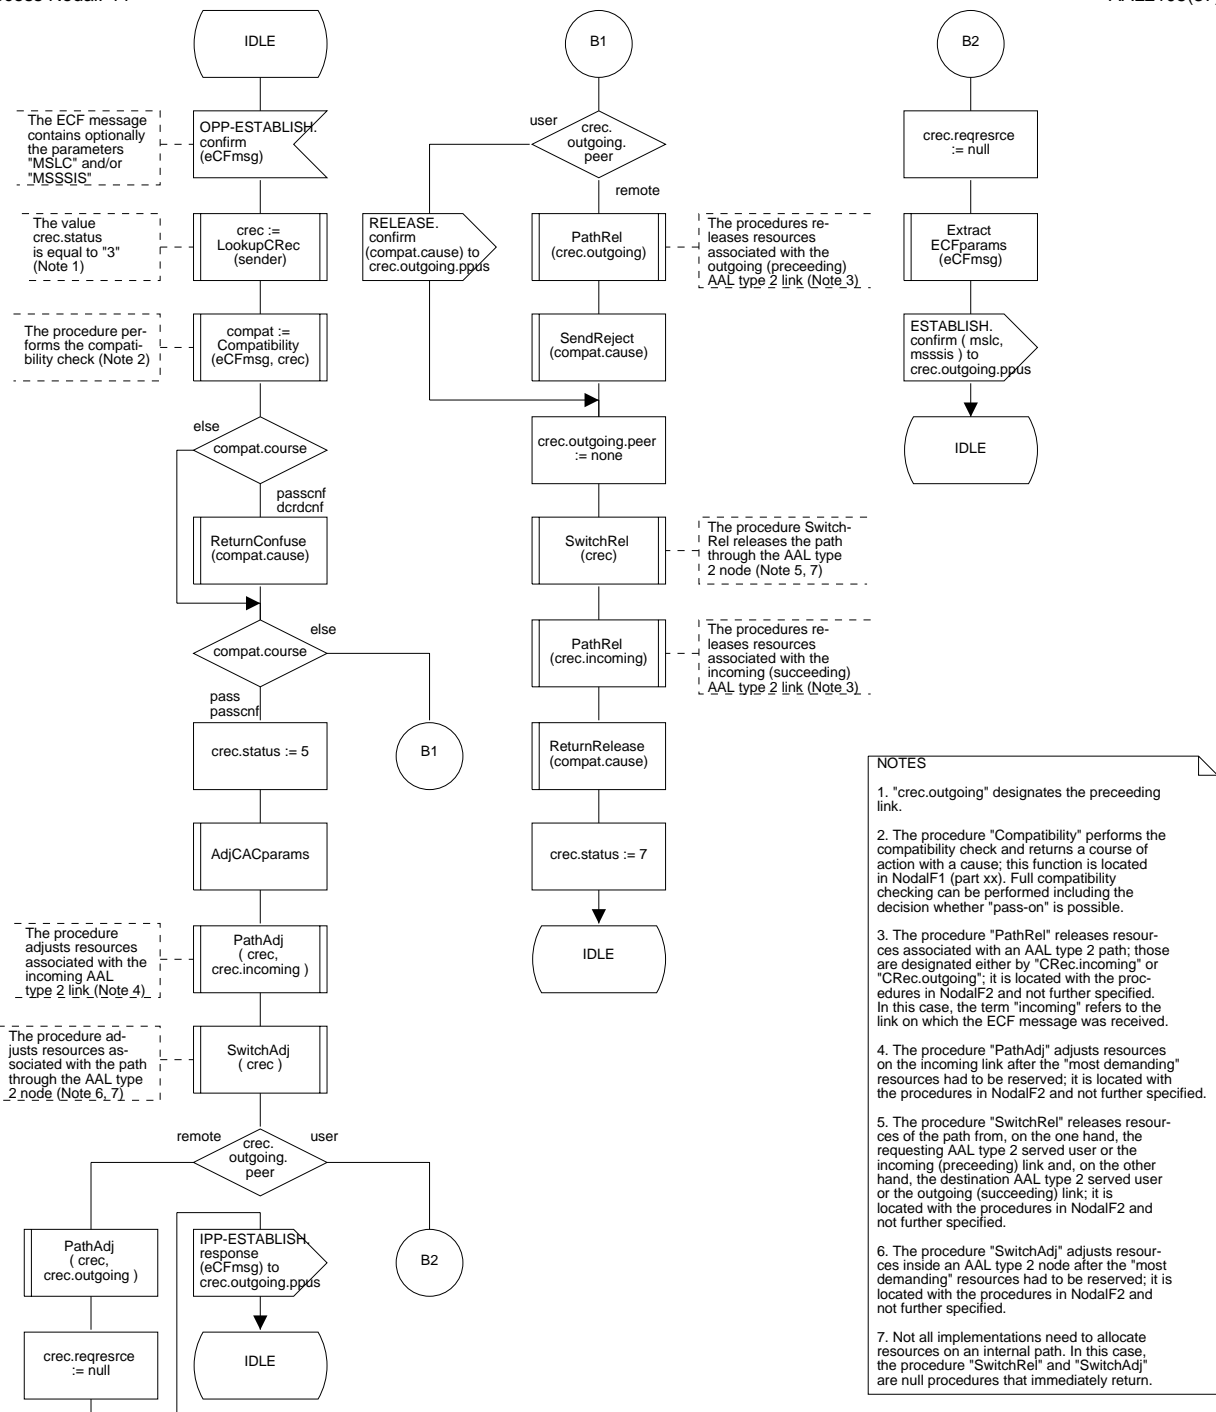 IDLE
OPP-ESTABLISH.
confirm
(eCFmsg)
The ECF message
contains optionally
the parameters
"MSLC" and/or
"MSSSIS"
crec :=
LookupCRec
(sender)
The value
crec.status
is equal to "3"
(Note 1)
compat :=
Compatibility
(eCFmsg, crec)
The procedure per-
forms the compati-
bility check (Note 2)
else
compat.course
passcnf
dcrdcnf
ReturnConfuse
(compat.cause)
compat.course
else
pass
passcnf
crec.status := 5
B1
AdjCACparams
PathAdj
( crec,
crec.incoming )
The procedure
adjusts resources
associated with the
incoming AAL
type 2 link (Note 4)
SwitchAdj
( crec )
The procedure ad-
justs resources as-
sociated with the path
through the AAL type
2 node (Note 6, 7)
remote
crec.
outgoing.
peer
user
PathAdj
( crec,
crec.outgoing )
IPP-ESTABLISH.
response
(eCFmsg) to
crec.outgoing.ppus
B2
crec.reqresrce
:= null
IDLE
B1
user
crec.
outgoing.
peer
remote
RELEASE.
confirm
(compat.cause) to
crec.outgoing.ppus
PathRel
(crec.outgoing)
The procedures re-
leases resources
associated with the
outgoing (preceeding)
AAL type 2 link (Note 3)
SendReject
(compat.cause)
crec.outgoing.peer
:= none
SwitchRel
(crec)
The procedure Switch-
Rel releases the path
through the AAL type
2 node (Note 5, 7)
PathRel
(crec.incoming)
The procedures re-
leases resources
associated with the
incoming (succeeding)
AAL type 2 link (Note 3)
ReturnRelease
(compat.cause)
crec.status := 7
IDLE
B2
crec.reqresrce
:= null
Extract
ECFparams
(eCFmsg)
ESTABLISH.
confirm ( mslc,
msssis ) to
crec.outgoing.ppus
IDLE
NOTES
1. "crec.outgoing" designates the preceeding
link.
2. The procedure "Compatibility" performs the
compatibility check and returns a course of
action with a cause; this function is located
in NodalF1 (part xx). Full compatibility
checking can be performed including the
decision whether "pass-on" is possible.
3. The procedure "PathRel" releases resour-
ces associated with an AAL type 2 path; those
are designated either by "CRec.incoming" or
"CRec.outgoing"; it is located with the proc-
edures in NodalF2 and not further specified.
In this case, the term "incoming" refers to the
link on which the ECF message was received.
4. The procedure "PathAdj" adjusts resources
on the incoming link after the "most demanding"
resources had to be reserved; it is located with
the procedures in NodalF2 and not further specified.
5. The procedure "SwitchRel" releases resour-
ces of the path from, on the one hand, the
requesting AAL type 2 served user or the
incoming (preceeding) link and, on the other
hand, the destination AAL type 2 served user
or the outgoing (succeeding) link; it is
located with the procedures in NodalF2 and
not further specified.
6. The procedure "SwitchAdj" adjusts resour-
ces inside an AAL type 2 node after the "most
demanding" resources had to be reserved; it is
located with the procedures in NodalF2 and
not further specified.
7. Not all implementations need to allocate
resources on an internal path. In this case,
the procedure "SwitchRel" and "SwitchAdj"
are null procedures that immediately return.